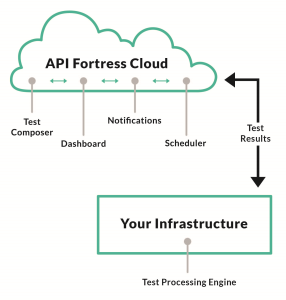 API Fortress Cloud
Test
Composer
Dashboard
Notifications
Scheduler
Test
Results
Your Infrastructure
Test Processing Engine